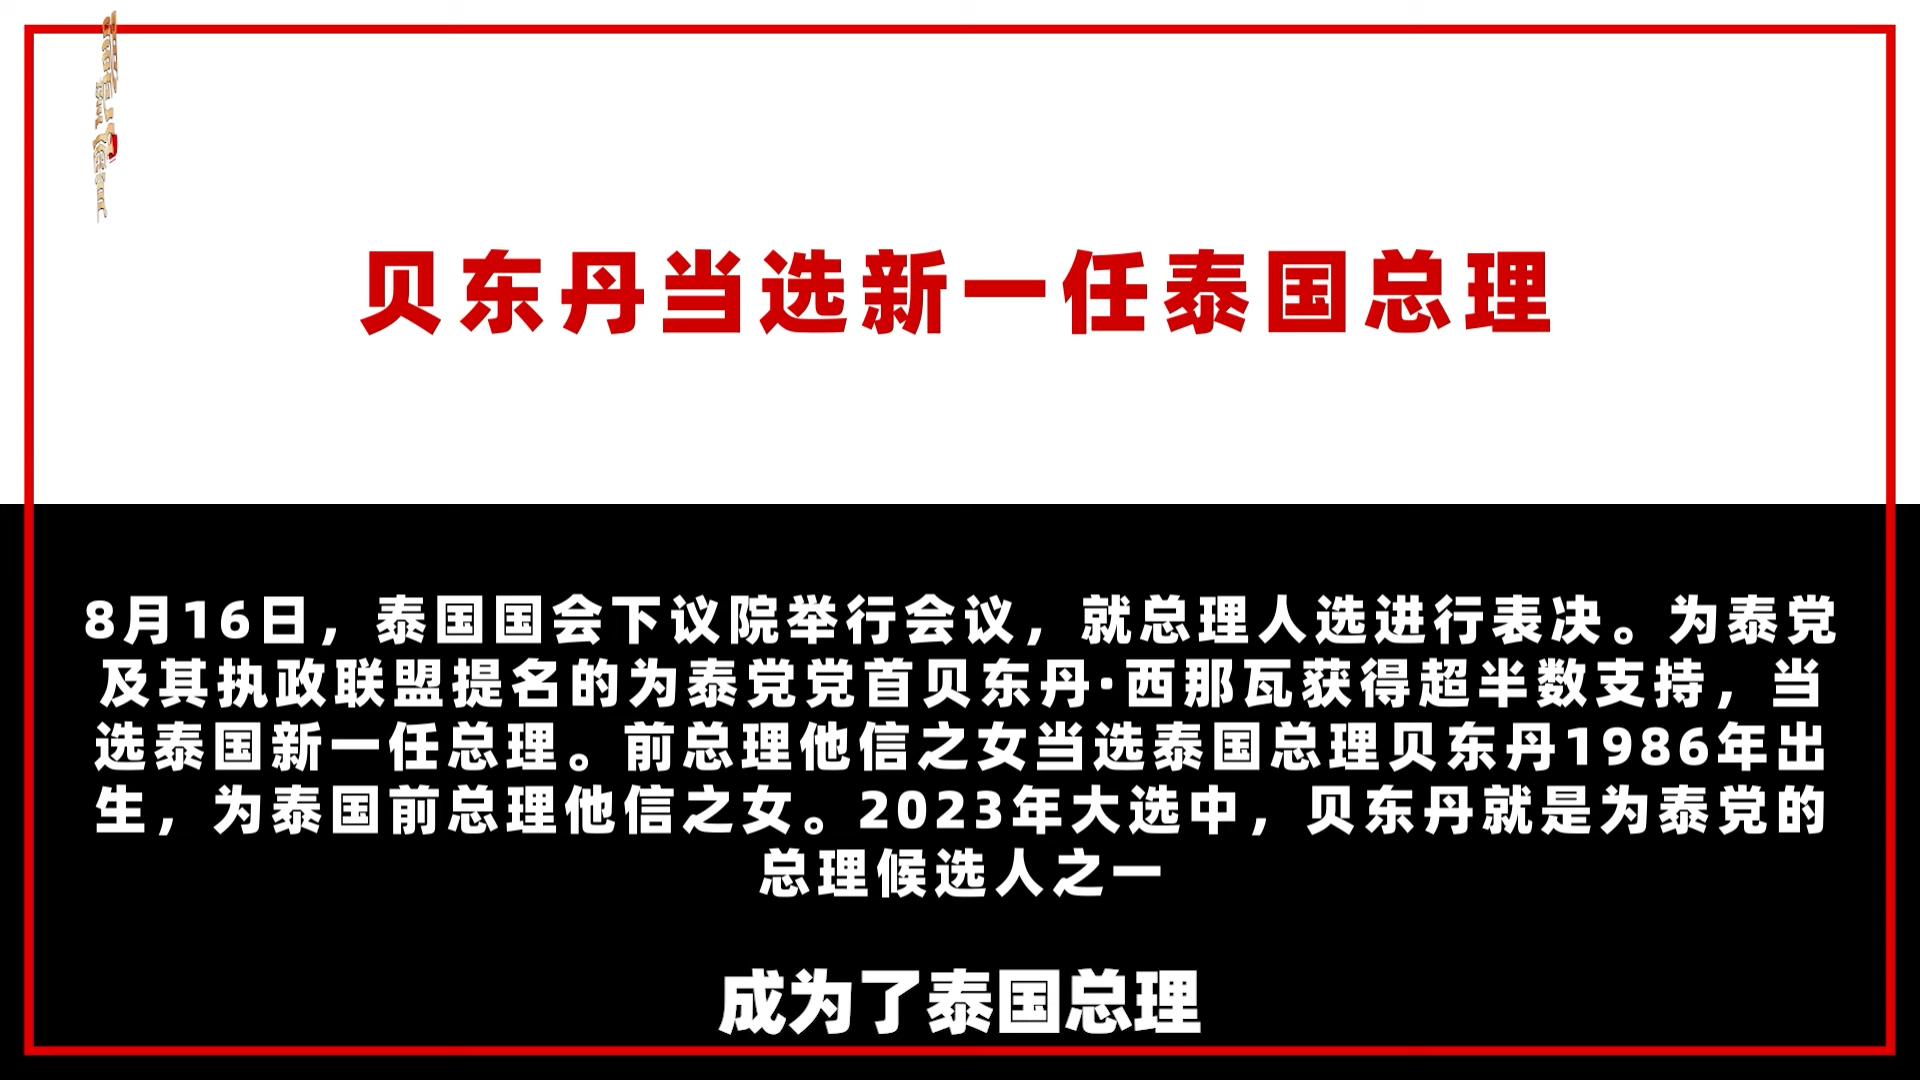 贝东丹当选新一任泰国总理
8月16日，泰国国会下议院举行会议，就总理人选进行表决。为泰党
及其执政联盟提名的为泰党党首贝东丹·西那瓦获得超半数支持，当
选泰国新一任总理。前总理他信之女当选泰国总理贝东丹1986年出
生，为泰国前总理他信之女。2023年大选中，贝东丹就是为泰党的
总理候选人之一
成为了泰国总理